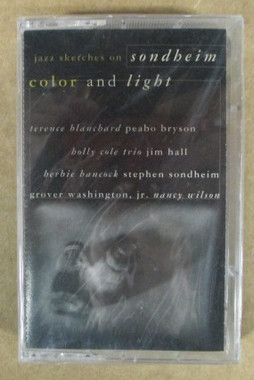 jazz sketches on sondheim
color and light
terence blanchard peabo bryson
holly cole trio jim hall
herbie hancock stephen sondheim
grover washington, jr. nancy wilson